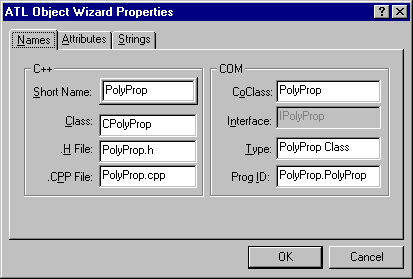 ATL Object Wizard Properties
Names Attributes Strings
C++
Short Name: PolyProp
Class: CPolyProp
.H File: PolyProp.h
.CPP File: PolyProp.cpp
COM
CoClass: PolyProp
Interface: IPolyProp
Type: PolyProp Class
Prog ID: PolyProp.PolyProp
OK Cancel